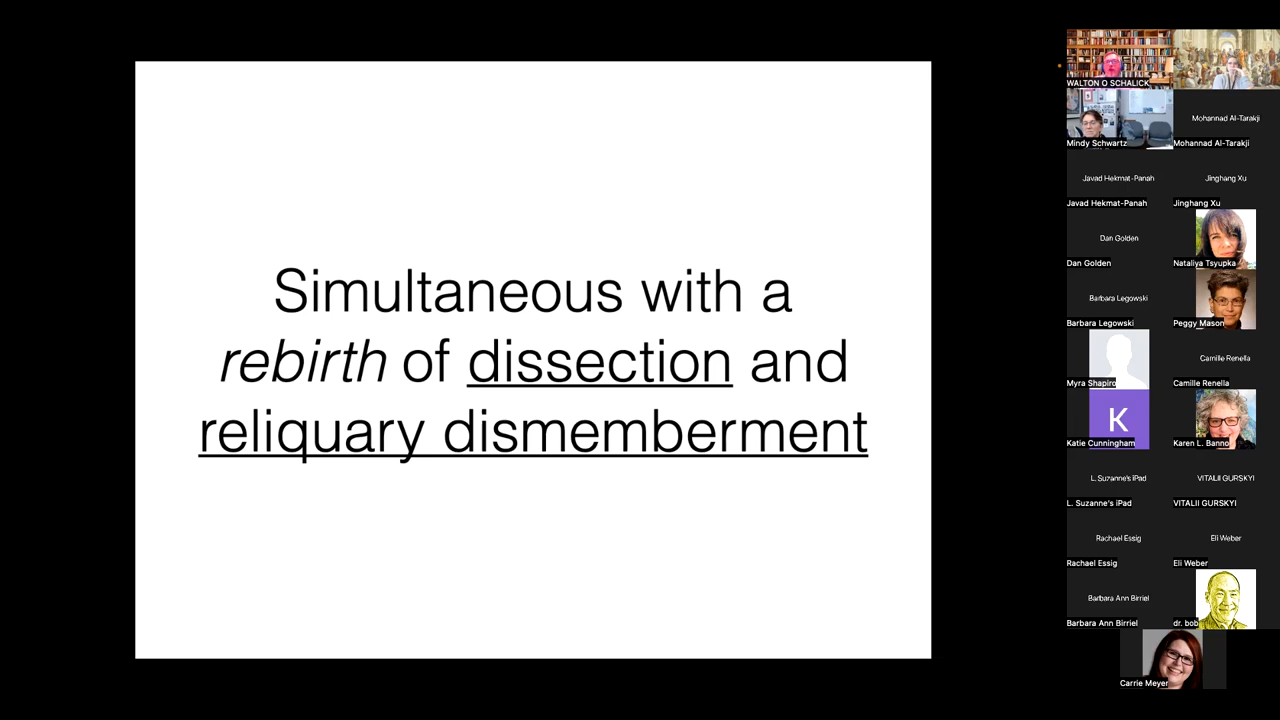 Simultaneous with a
rebirth of dissection and
reliquary dismemberment
WALTON O SCHALICK
Mindy Schwartz
Mohannad Al-Tarakji
Mohannad Al-Tarakji
Javad Hekmat-Panah
Javad Hekmat-Panah
Jinghang Xu
Jinghang Xu
Dan Golden
Dan Golden
Nataliya Tsyupka
Barbara Legowski
Barbara Legowski
Peggy Mason
Myra Shapiro
Camille Renella
Camille Renella
K
Katie Cunningham
Karen L. Banno
L. Suzanne's iPad
L. Suzanne's iPad
VITALII GURSKYI
VITALII GURSKYI
Rachael Essig
Rachael Essig
Eli Weber
Eli Weber
Barbara Ann Birriel
Barbara Ann Birriel
dr. bob
Carrie Meyer